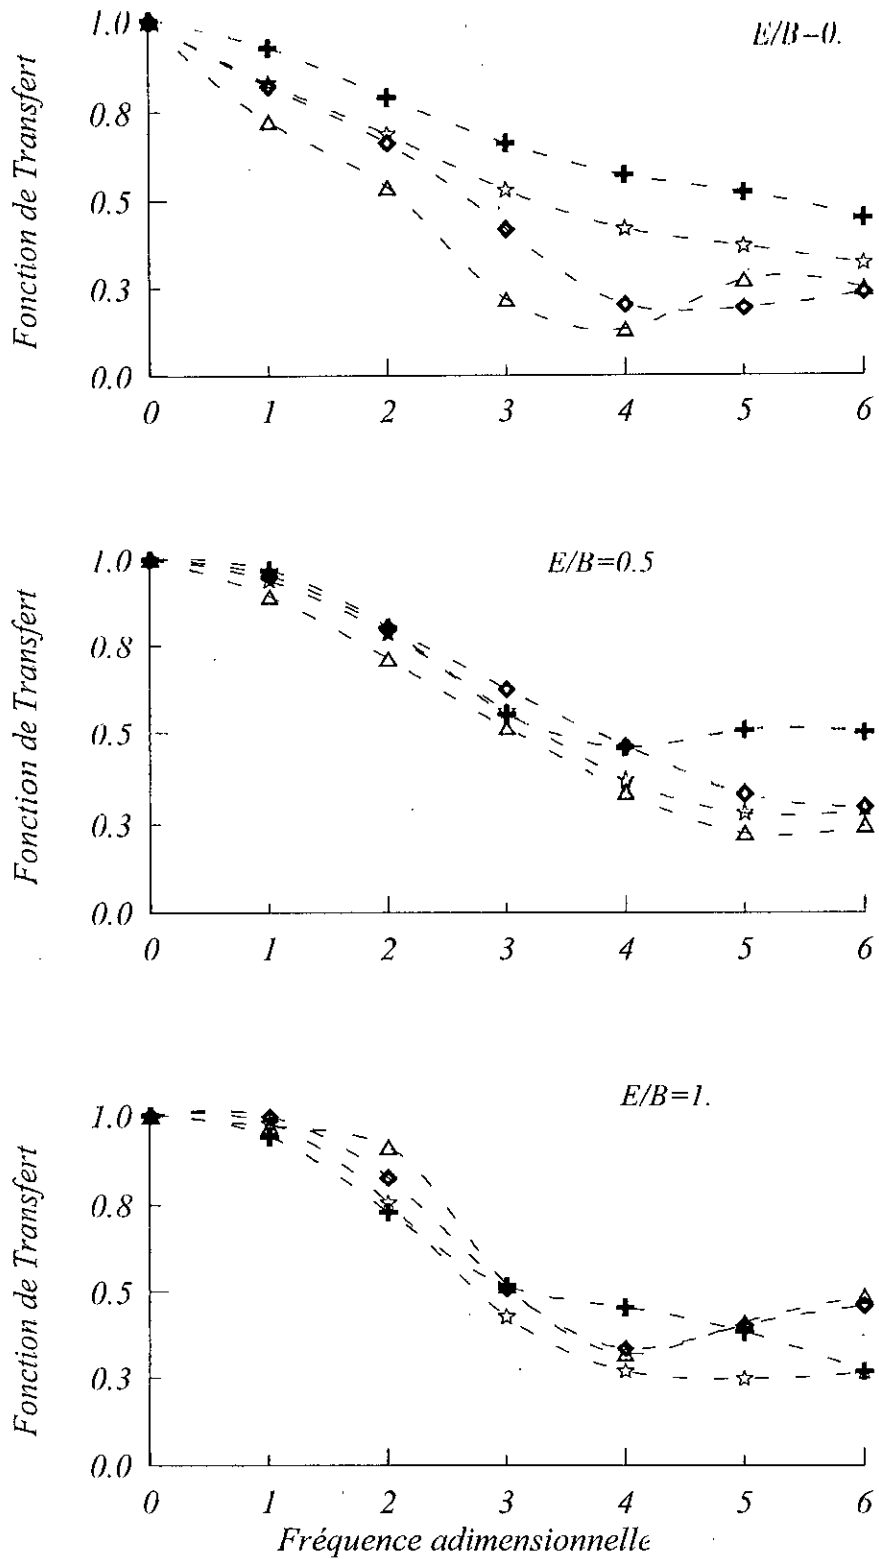 E/B=0.
Fonction de Transfert
1.0
0.8
0.5
0.3
0.0
0 1 2 3 4 5 6
E/B=0.5
Fonction de Transfert
1.0
0.8
0.5
0.3
0.0
0 1 2 3 4 5 6
E/B=1.
Fonction de Transfert
1.0
0.8
0.5
0.3
0.0
0 1 2 3 4 5 6
Fréquence adimensionnelle